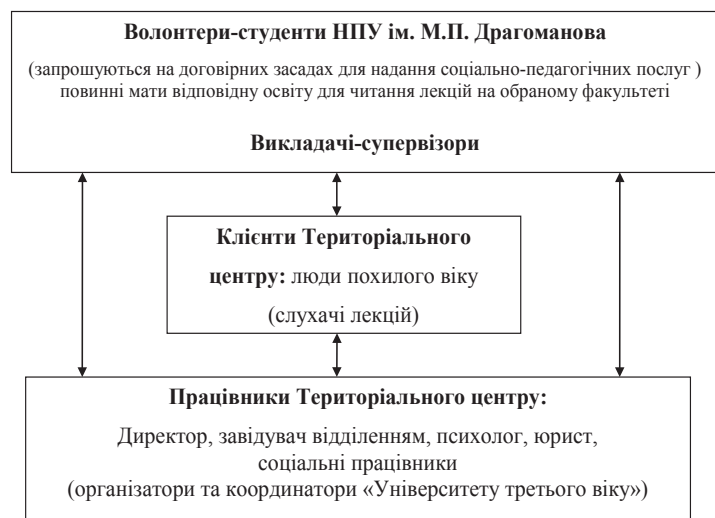 Волонтери-студенти НПУ ім. М.П. Драгоманова
(запрошуються на договірних засадах для надання соціально-педагогічних послуг )
повинні мати відповідну освіту для читання лекцій на обраному факультеті
Викладачі-супервізори
Клієнти Територіального
центру: люди похилого віку
(слухачі лекцій)
Працівники Територіального центру:
Директор, завідувач відділенням, психолог, юрист,
соціальні працівники
(організатори та координатори «Університету третього віку»)